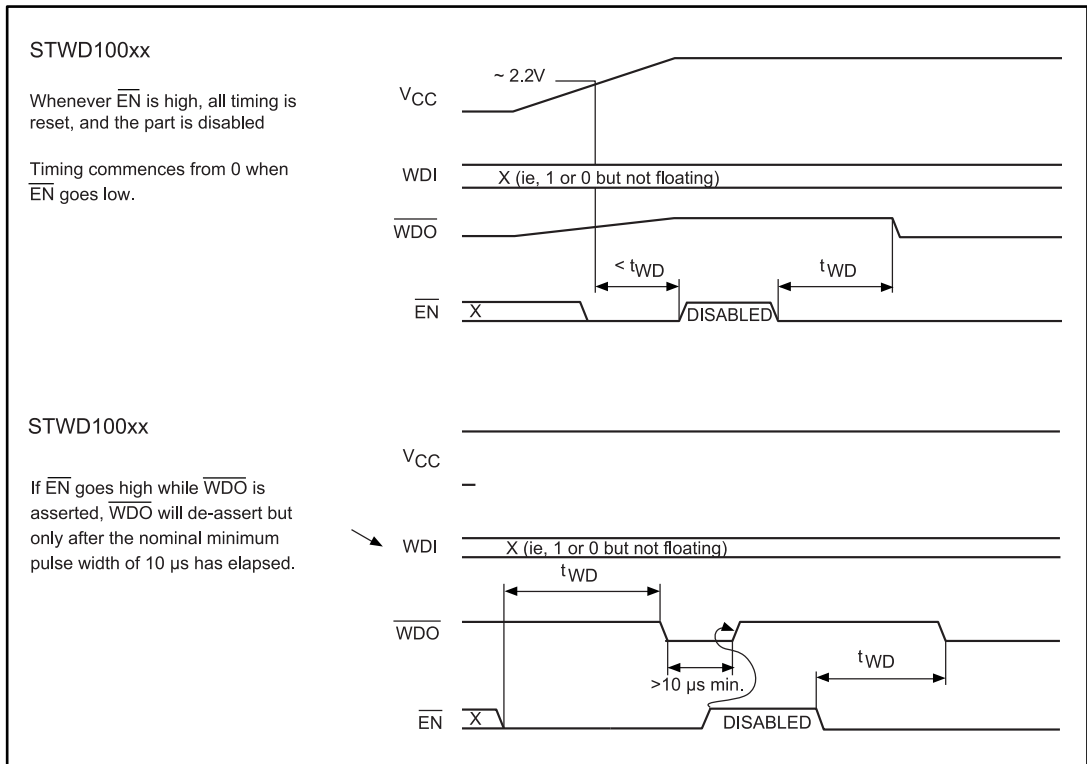 STWD100xx
Whenever EN is high, all timing is
reset, and the part is disabled
Timing commences from 0 when
EN goes low.
~ 2.2V
VCC
WDI
X (ie, 1 or 0 but not floating)
WDO
< tWD
tWD
EN
X
DISABLED
STWD100xx
If EN goes high while WDO is
asserted, WDO will de-assert but
only after the nominal minimum
pulse width of 10 µs has elapsed.
VCC
WDI
X (ie, 1 or 0 but not floating)
tWD
WDO
tWD
>10 µs min.
EN
X
DISABLED